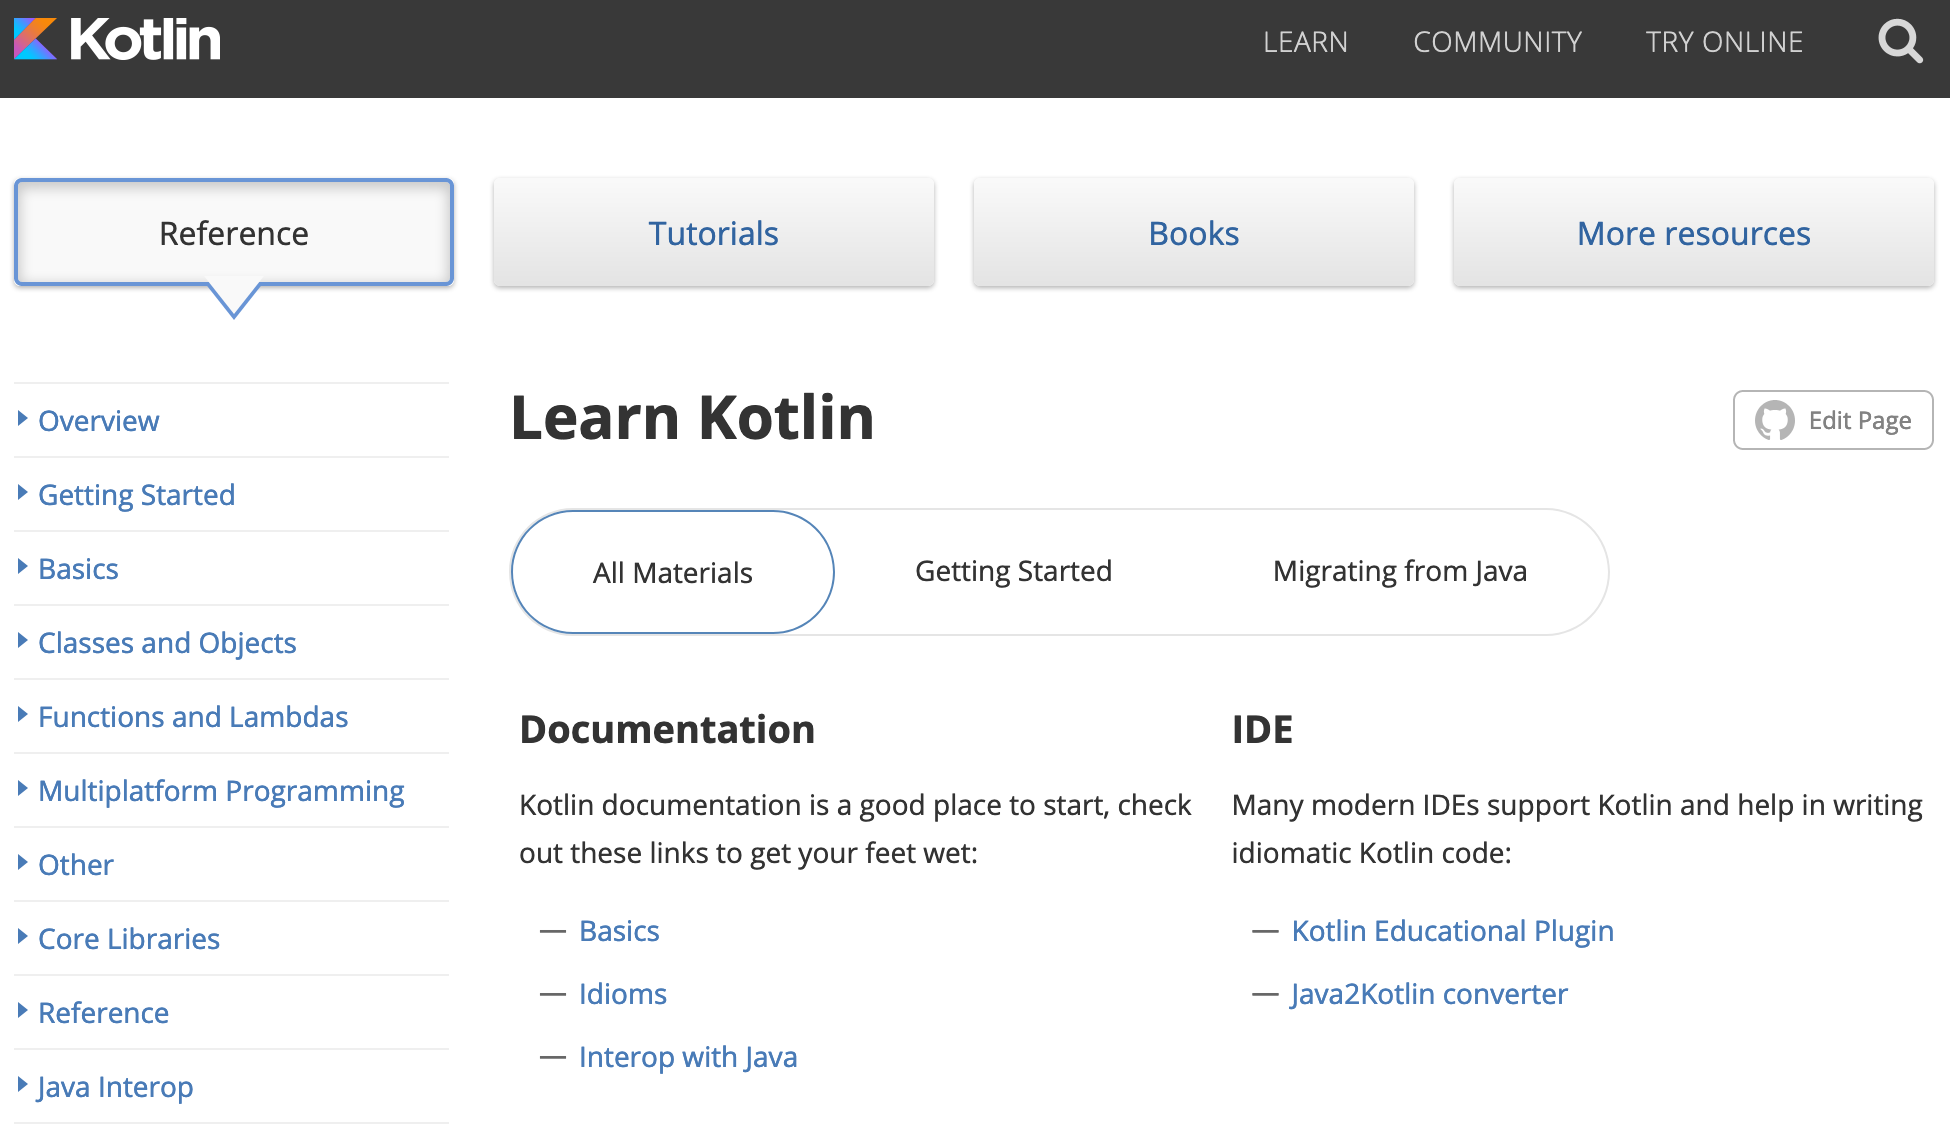 Kotlin
LEARN
COMMUNITY
TRY ONLINE
Reference
Tutorials
Books
More resources
Overview
Getting Started
Basics
Classes and Objects
Functions and Lambdas
Multiplatform Programming
Other
Core Libraries
Reference
Java Interop
Learn Kotlin
Edit Page
All Materials
Getting Started
Migrating from Java
Documentation
Kotlin documentation is a good place to start, check
out these links to get your feet wet:
— Basics
— Idioms
— Interop with Java
IDE
Many modern IDEs support Kotlin and help in writing
idiomatic Kotlin code:
— Kotlin Educational Plugin
— Java2Kotlin converter